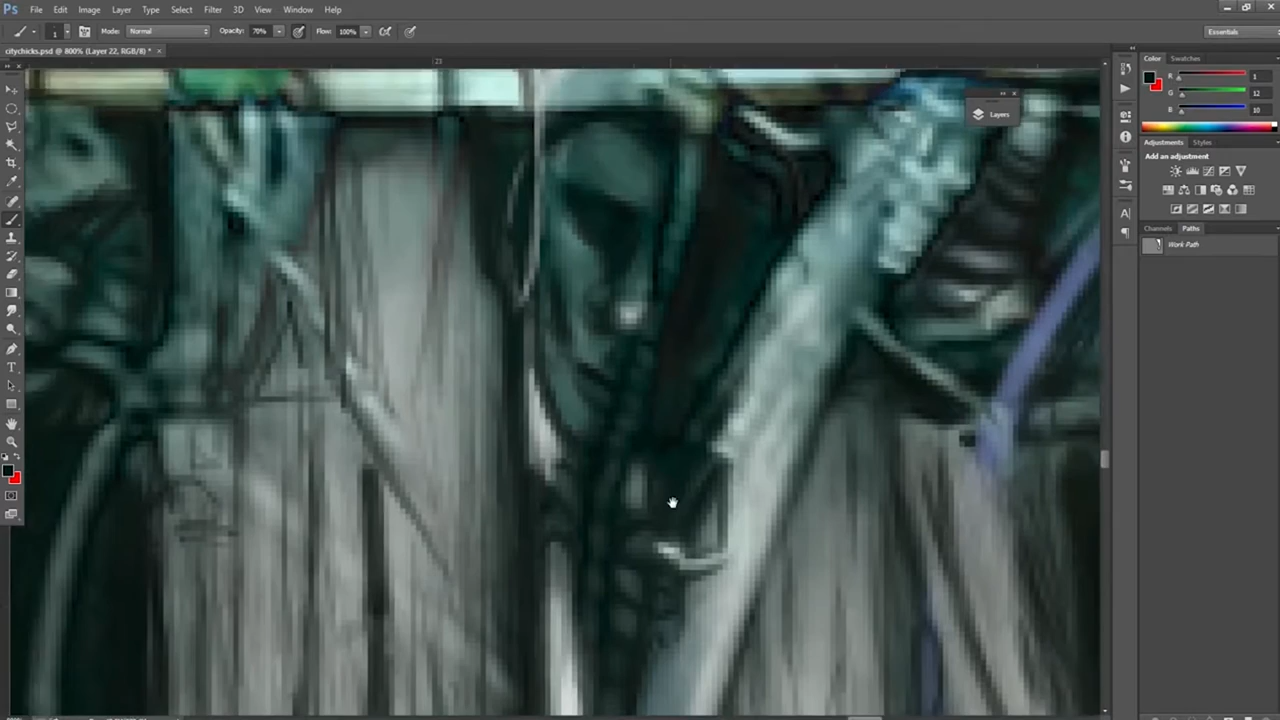 Ps File Edit Image Layer Type Select Filter 3D View Window Help
1 Mode: Normal Opacity: 70% Flow: 100% Essentials
citychicks.psd @ 800% (Layer 22, RGB/8) * ×
23
Color Swatches
R 1
G 12
B 10
Layers
Adjustments Styles
Add an adjustment
Channels Paths
Work Path